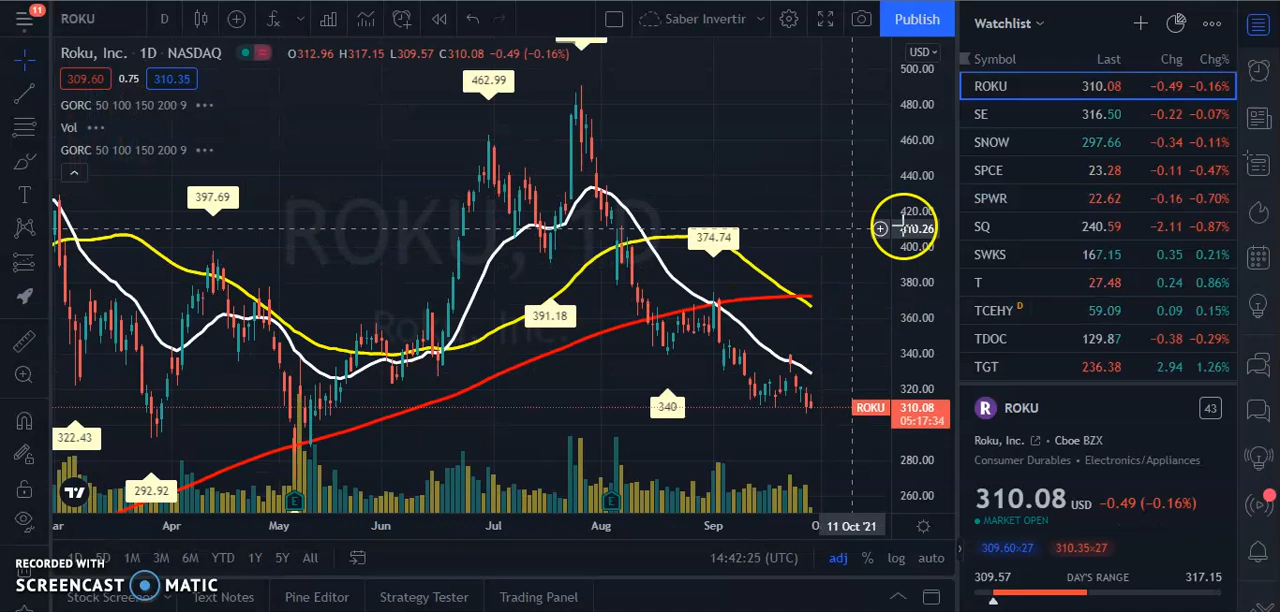 11
ROKU
D
Saber Invertir
Publish
Roku, Inc. • 1D • NASDAQ
O312.96 H317.15 L309.57 C310.08 −0.49 (−0.16%)
309.60 0.75 310.35
GORC 50 100 150 200 9
Vol
GORC 50 100 150 200 9
USD
500.00
480.00
460.00
440.00
420.00
400.00
380.00
360.00
340.00
320.00
280.00
260.00
462.99
397.69
374.74
391.18
340
322.43
292.92
ROKU, 1D
ROKU 310.08
05:17:34
E
E
Apr May Jun Jul Aug Sep 11 Oct '21
5D 1M 3M 6M YTD 1Y 5Y All
14:42:25 (UTC) adj % log auto
RECORDED WITH
SCREENCAST MATIC
Stock Screener Text Notes Pine Editor Strategy Tester Trading Panel
Watchlist
Symbol Last Chg Chg%
ROKU 310.08 −0.49 −0.16%
SE 316.50 −0.22 −0.07%
SNOW 297.66 −0.34 −0.11%
SPCE 23.28 −0.11 −0.47%
SPWR 22.62 −0.16 −0.70%
SQ 240.59 −2.11 −0.87%
SWKS 167.15 0.35 0.21%
T 27.48 0.24 0.86%
TCEHY D 59.09 0.09 0.15%
TDOC 129.87 −0.38 −0.29%
TGT 236.38 2.94 1.26%
R ROKU 43
Roku, Inc. • Cboe BZX
Consumer Durables • Electronics/Appliances
310.08 USD −0.49 (−0.16%)
MARKET OPEN
309.60×27 310.35×27
309.57 DAY'S RANGE 317.15